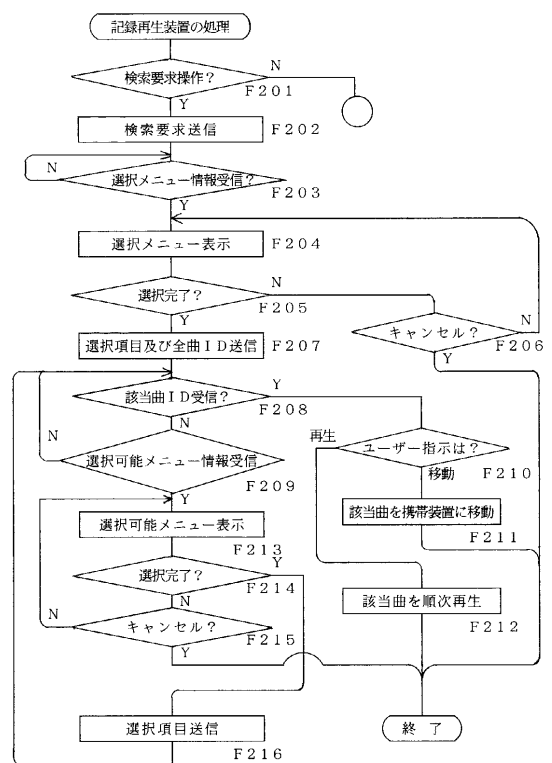 記録再生装置の処理
検索要求操作?
N
F201
Y
検索要求送信
F202
N
選択メニュー情報受信?
F203
Y
選択メニュー表示
F204
N
選択完了?
F205
Y
N
キャンセル?
F206
Y
選択項目及び全曲ID送信
F207
Y
該当曲ID受信?
F208
N
再生
ユーザー指示は?
F210
移動
N
選択可能メニュー情報受信
F209
Y
該当曲を携帯装置に移動
F211
選択可能メニュー表示
F213
Y
選択完了?
F214
N
該当曲を順次再生
F212
N
キャンセル?
F215
Y
選択項目送信
F216
終 了